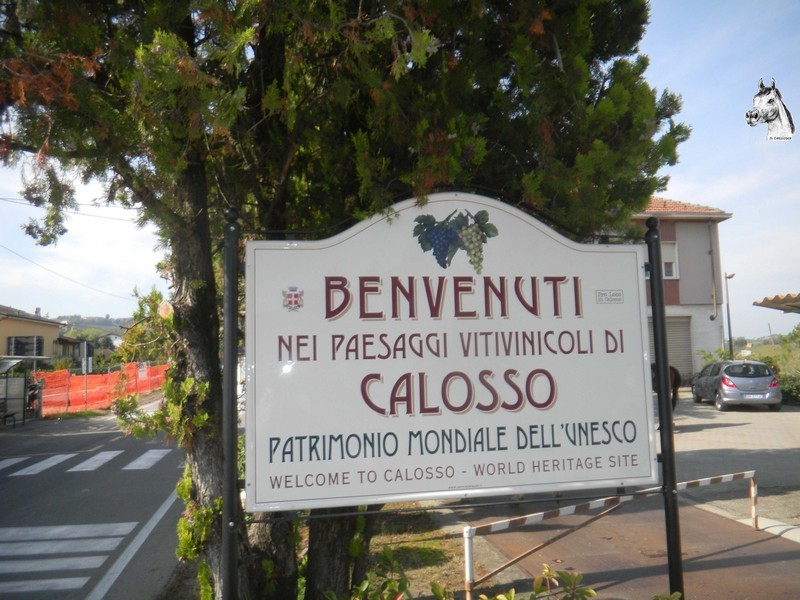 BENVENUTI
NEI PAESAGGI VITIVINICOLI DI
CALOSSO
PATRIMONIO MONDIALE DELL'UNESCO
WELCOME TO CALOSSO - WORLD HERITAGE SITE